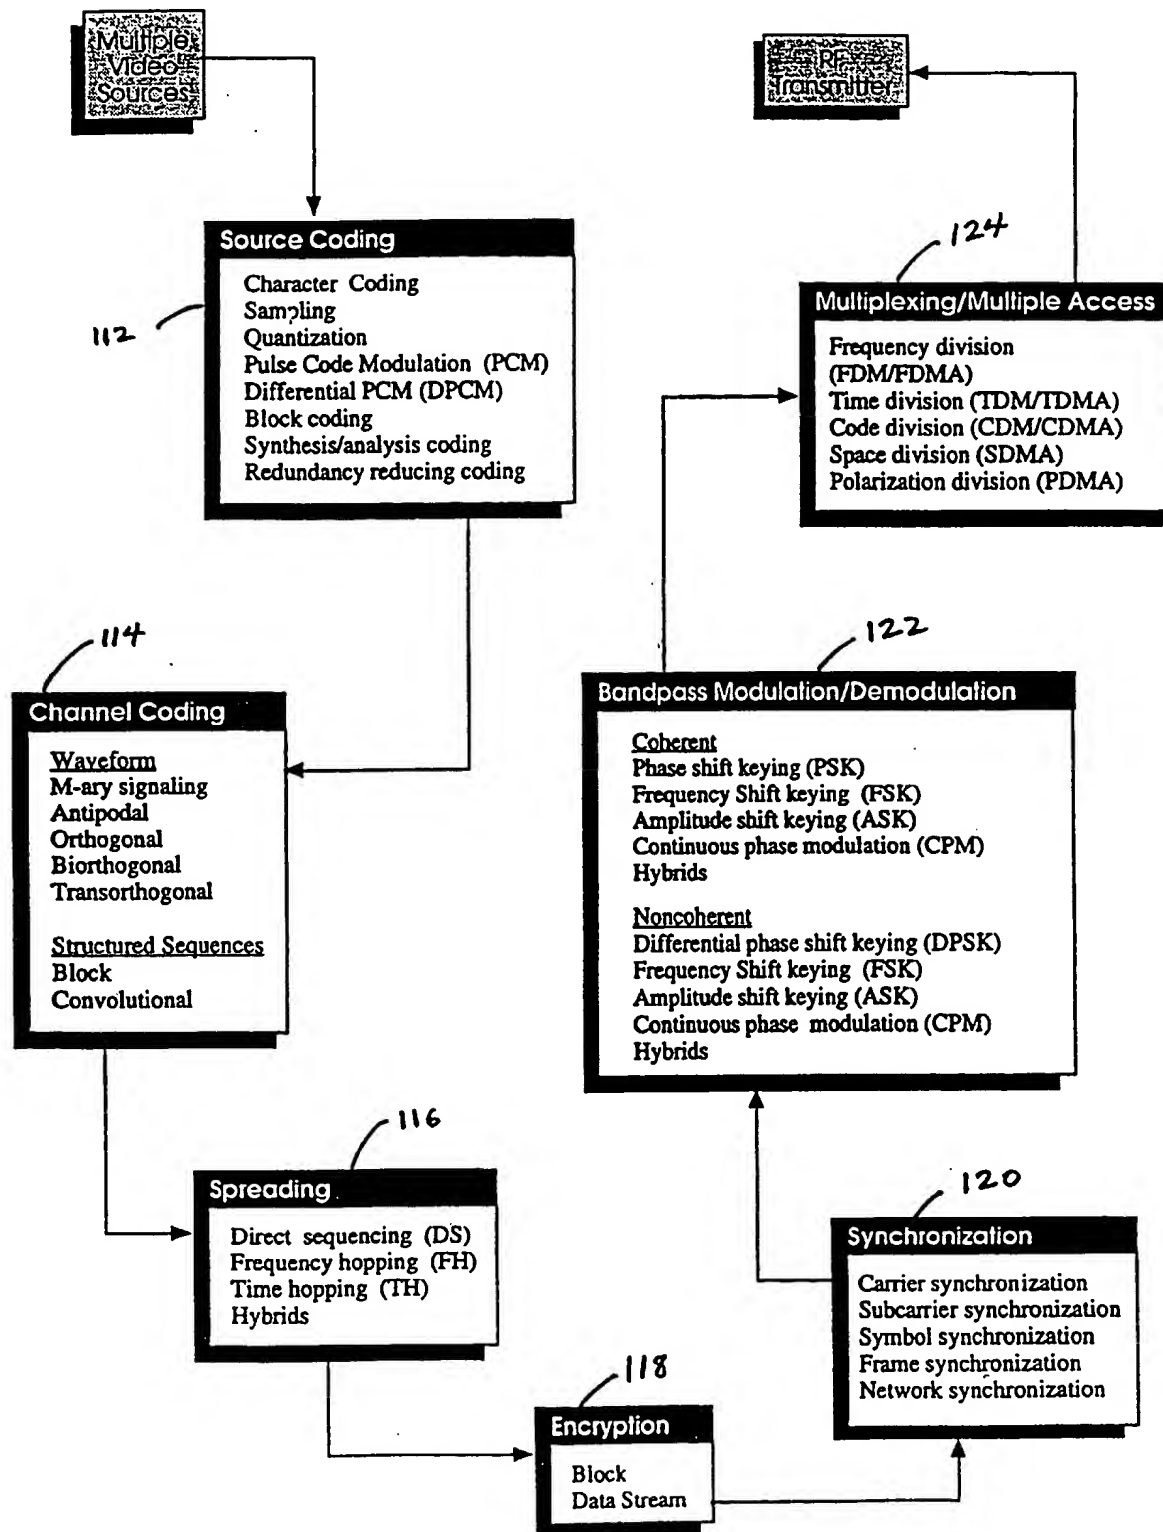 Multiple
Video
Sources
RF
Transmitter
124
Source Coding
Character Coding
Sampling
Quantization
Pulse Code Modulation (PCM)
Differential PCM (DPCM)
Block coding
Synthesis/analysis coding
Redundancy reducing coding
112
Multiplexing/Multiple Access
Frequency division
(FDM/FDMA)
Time division (TDM/TDMA)
Code division (CDM/CDMA)
Space division (SDMA)
Polarization division (PDMA)
114
Channel Coding
Waveform
M-ary signaling
Antipodal
Orthogonal
Biorthogonal
Transorthogonal
Structured Sequences
Block
Convolutional
122
Bandpass Modulation/Demodulation
Coherent
Phase shift keying (PSK)
Frequency Shift keying (FSK)
Amplitude shift keying (ASK)
Continuous phase modulation (CPM)
Hybrids
Noncoherent
Differential phase shift keying (DPSK)
Frequency Shift keying (FSK)
Amplitude shift keying (ASK)
Continuous phase modulation (CPM)
Hybrids
116
Spreading
Direct sequencing (DS)
Frequency hopping (FH)
Time hopping (TH)
Hybrids
120
Synchronization
Carrier synchronization
Subcarrier synchronization
Symbol synchronization
Frame synchronization
Network synchronization
118
Encryption
Block
Data Stream